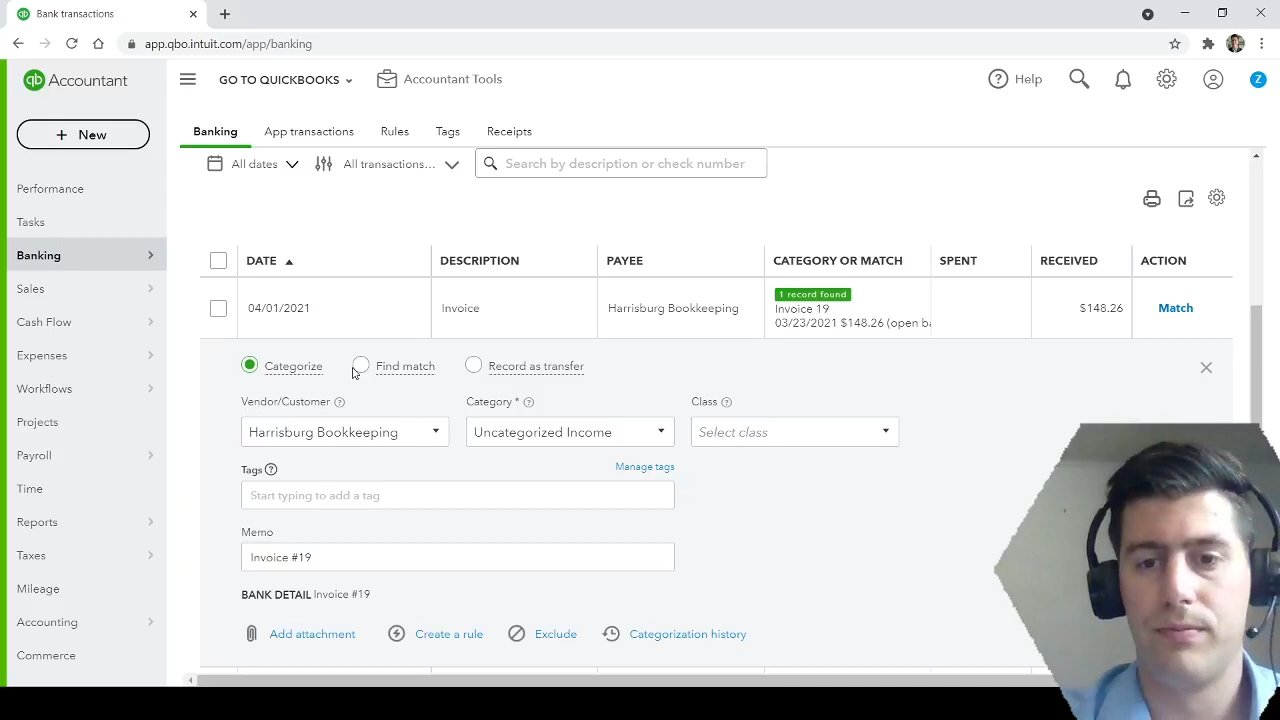 Bank transactions
app.qbo.intuit.com/app/banking
qb Accountant
GO TO QUICKBOOKS
Accountant Tools
Help
Z
+ New
Banking
App transactions
Rules
Tags
Receipts
All dates
All transactions...
Search by description or check number
Performance
Tasks
Banking
Sales
Cash Flow
Expenses
Workflows
Projects
Payroll
Time
Reports
Taxes
Mileage
Accounting
Commerce
DATE
DESCRIPTION
PAYEE
CATEGORY OR MATCH
SPENT
RECEIVED
ACTION
04/01/2021
Invoice
Harrisburg Bookkeeping
1 record found
Invoice 19
03/23/2021 $148.26 (open ba
$148.26
Match
Categorize
Find match
Record as transfer
Vendor/Customer
Category *
Class
Harrisburg Bookkeeping
Uncategorized Income
Select class
Tags
Manage tags
Start typing to add a tag
Memo
Invoice #19
BANK DETAIL Invoice #19
Add attachment
Create a rule
Exclude
Categorization history